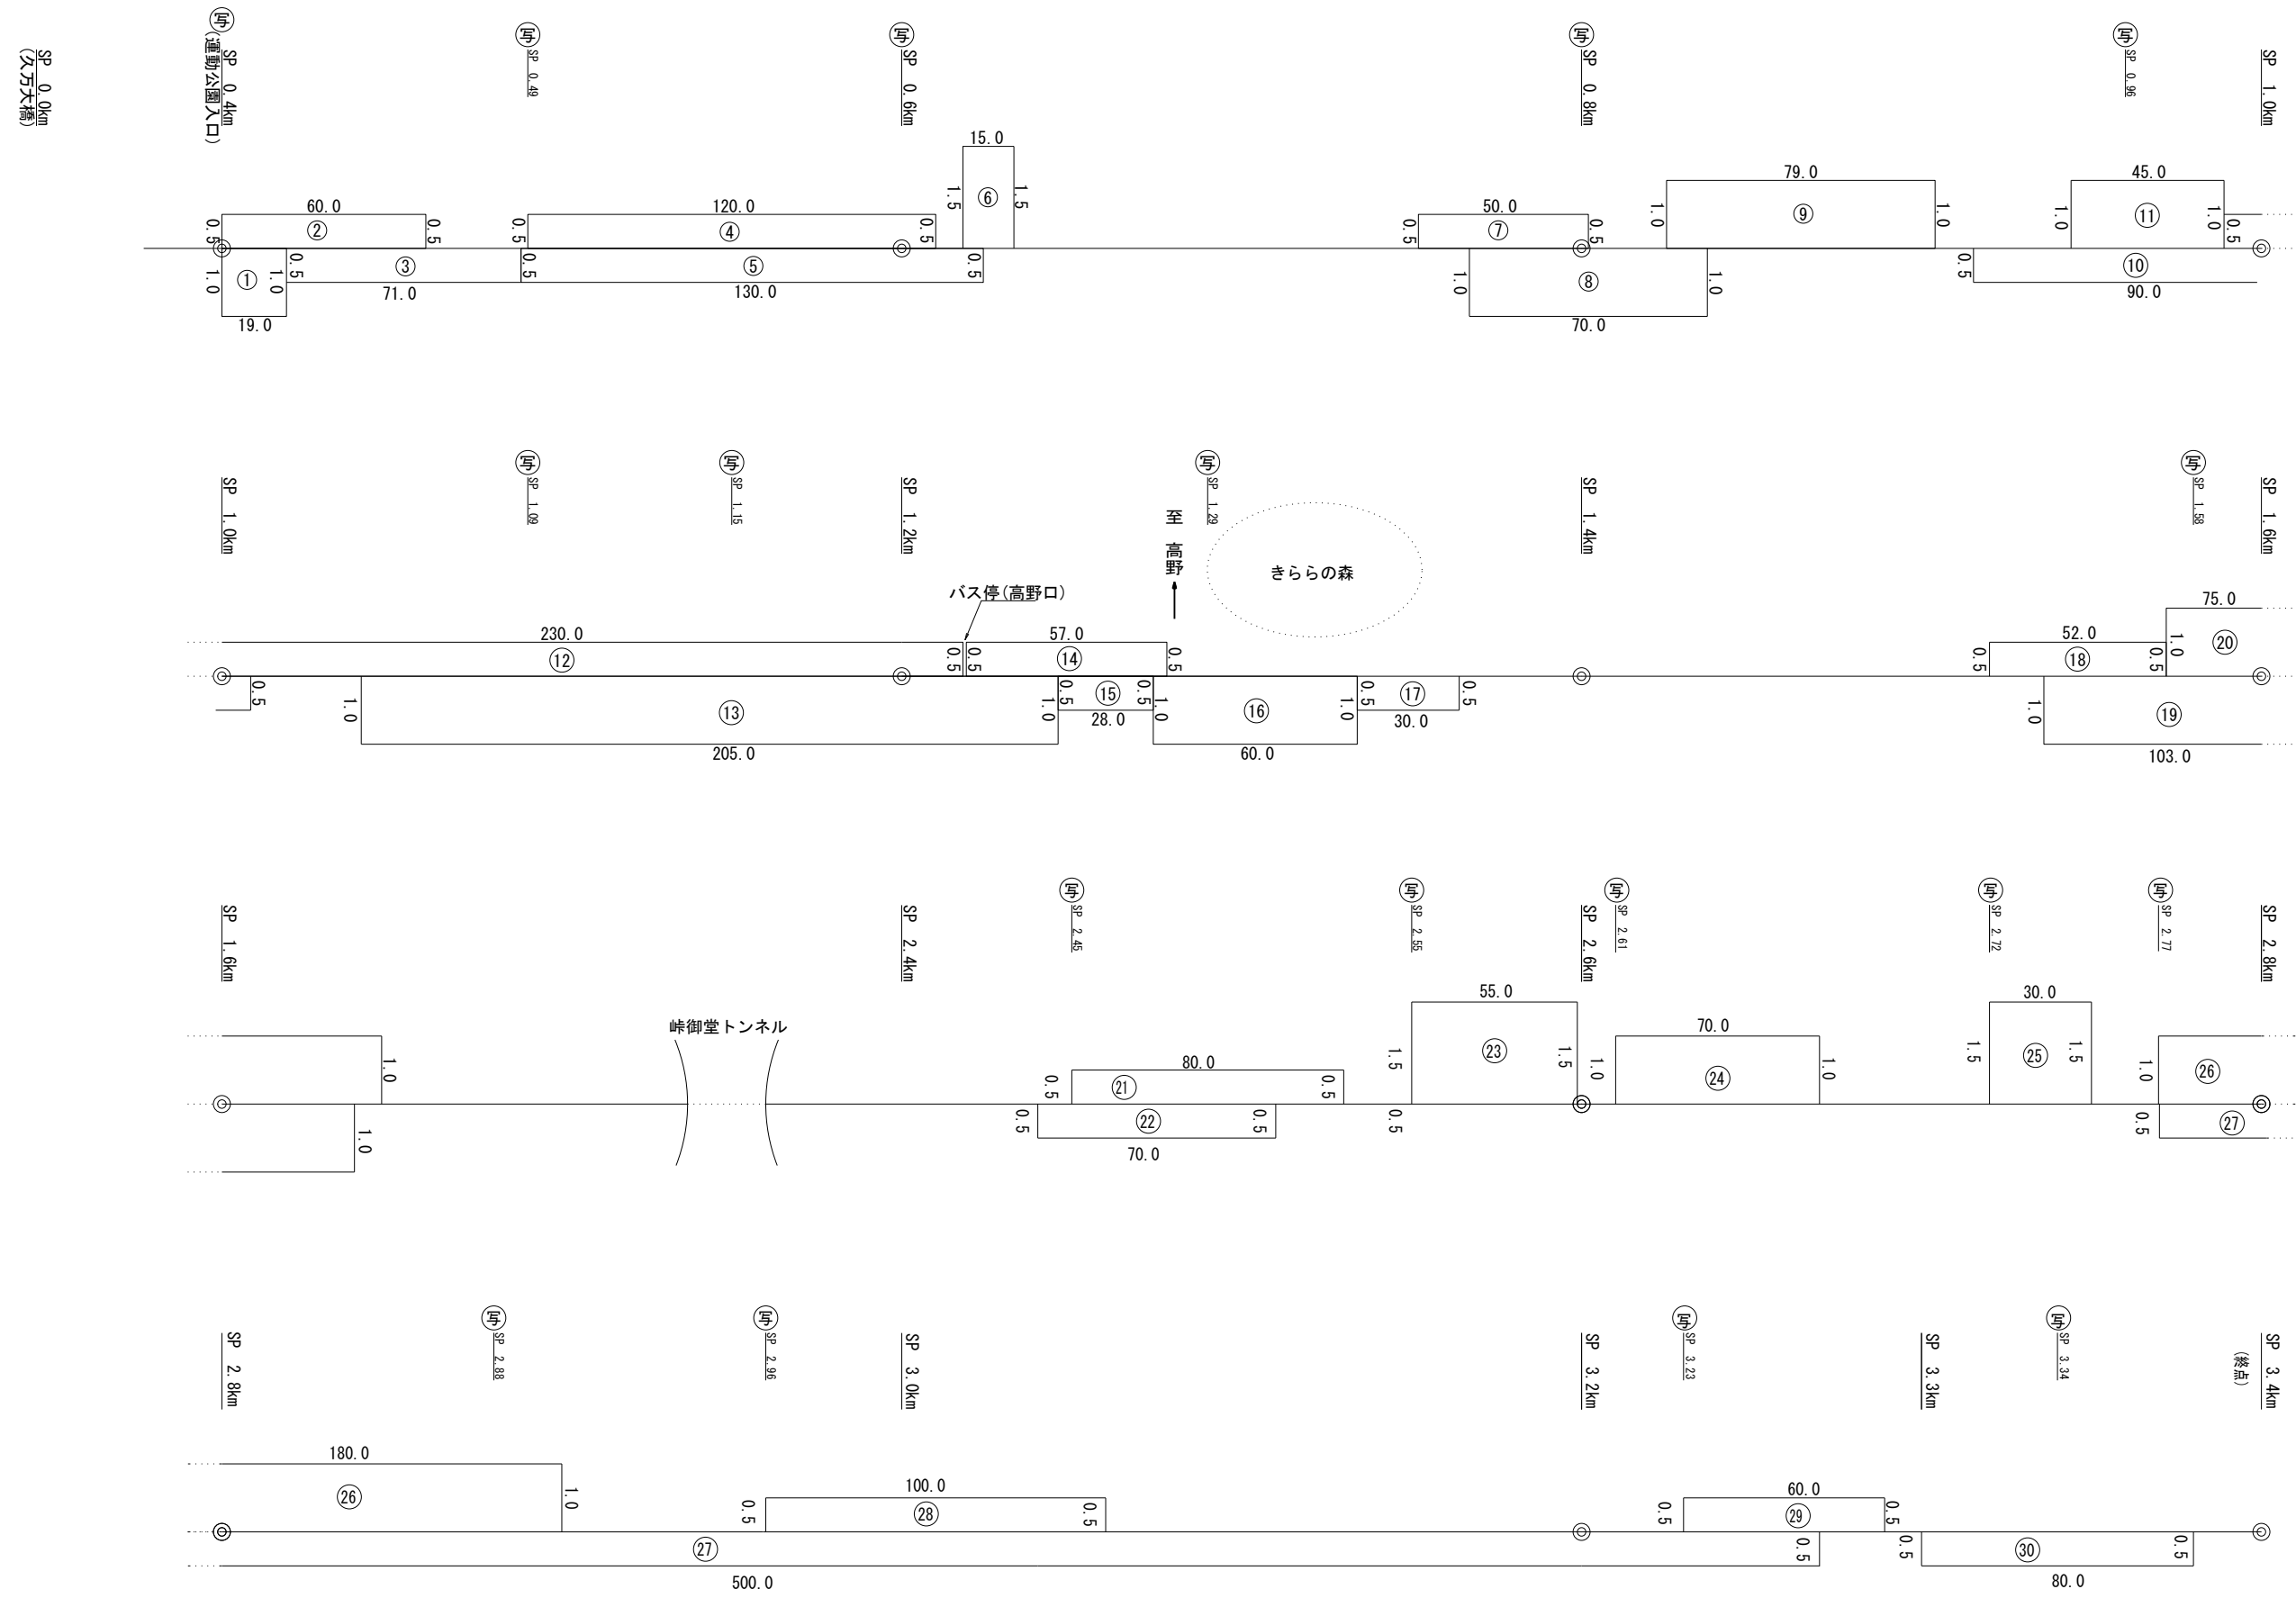 SP 0.0km
(久万大橋)
写
SP 0.4km
(運動公園入口)
写
SP 0.49
写
SP 0.6km
写
SP 0.8km
写
SP 0.96
SP 1.0km
15.0
79.0
45.0
1.5 ⑥ 1.5
60.0
120.0
50.0
0.5 ② 0.5
0.5 ④ 0.5
0.5 ⑦ 0.5
1.0 ⑨ 1.0
1.0 ⑪ 1.0
0.5
1.0 ① 1.0
0.5 ③
0.5 ⑤ 0.5
1.0 ⑧ 1.0
0.5 ⑩
71.0
130.0
90.0
19.0
70.0
SP 1.0km
写
SP 1.09
写
SP 1.15
SP 1.2km
写
SP 1.29
SP 1.4km
写
SP 1.58
SP 1.6km
至 高野
きららの森
バス停(高野口)
75.0
230.0
57.0
52.0
⑫ 0.5
0.5 ⑭ 0.5
0.5 ⑱ 0.5
1.0 ⑳
0.5
1.0 ⑬ 1.0
0.5 ⑮ 0.5
1.0 ⑯ 1.0
0.5 ⑰ 0.5
1.0 ⑲
28.0
30.0
205.0
60.0
103.0
SP 1.6km
SP 2.4km
写
SP 2.45
写
SP 2.55
SP 2.6km
写
SP 2.61
写
SP 2.72
写
SP 2.77
SP 2.8km
峠御堂トンネル
55.0
30.0
70.0
80.0
1.0
0.5 ㉑ 0.5
1.5 ㉓ 1.5
1.0 ㉔ 1.0
1.5 ㉕ 1.5
1.0 ㉖
1.0
0.5 ㉒ 0.5
0.5
0.5 ㉗
70.0
SP 2.8km
写
SP 2.88
写
SP 2.96
SP 3.0km
SP 3.2km
写
SP 3.23
SP 3.3km
写
SP 3.34
SP 3.4km
(終点)
180.0
100.0
60.0
㉖ 1.0
0.5 ㉘ 0.5
0.5 ㉙ 0.5
㉗ 0.5
0.5 ㉚ 0.5
500.0
80.0